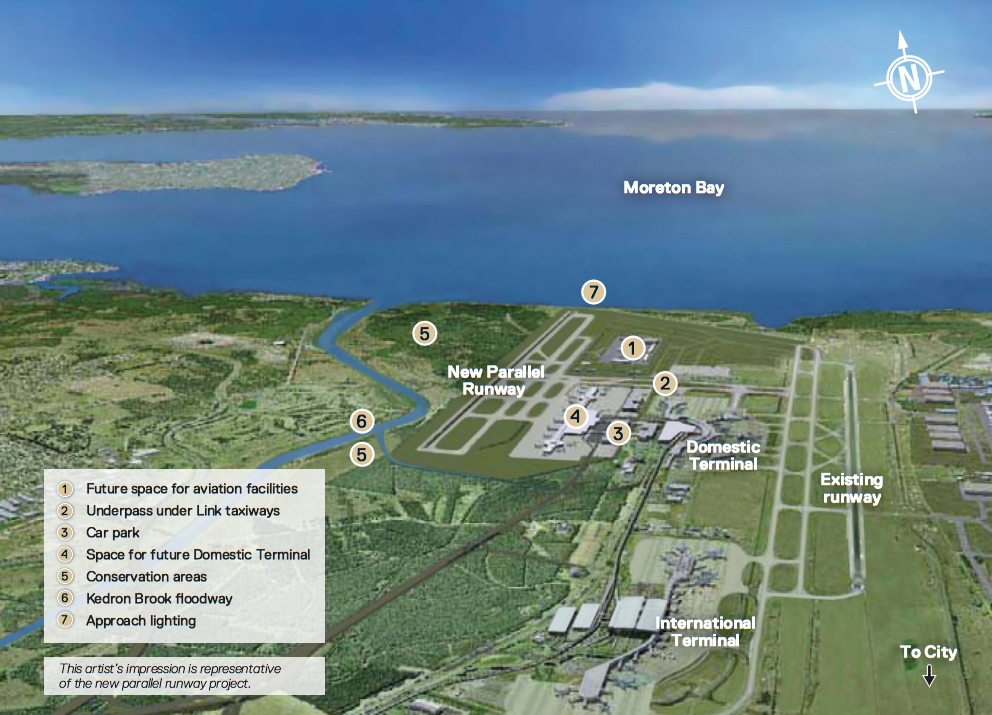 N
Moreton Bay
7
5
1
New Parallel
Runway
2
4
3
6
5
Domestic
Terminal
Existing
runway
1 Future space for aviation facilities
2 Underpass under Link taxiways
3 Car park
4 Space for future Domestic Terminal
5 Conservation areas
6 Kedron Brook floodway
7 Approach lighting
International
Terminal
To City
This artist's impression is representative
of the new parallel runway project.